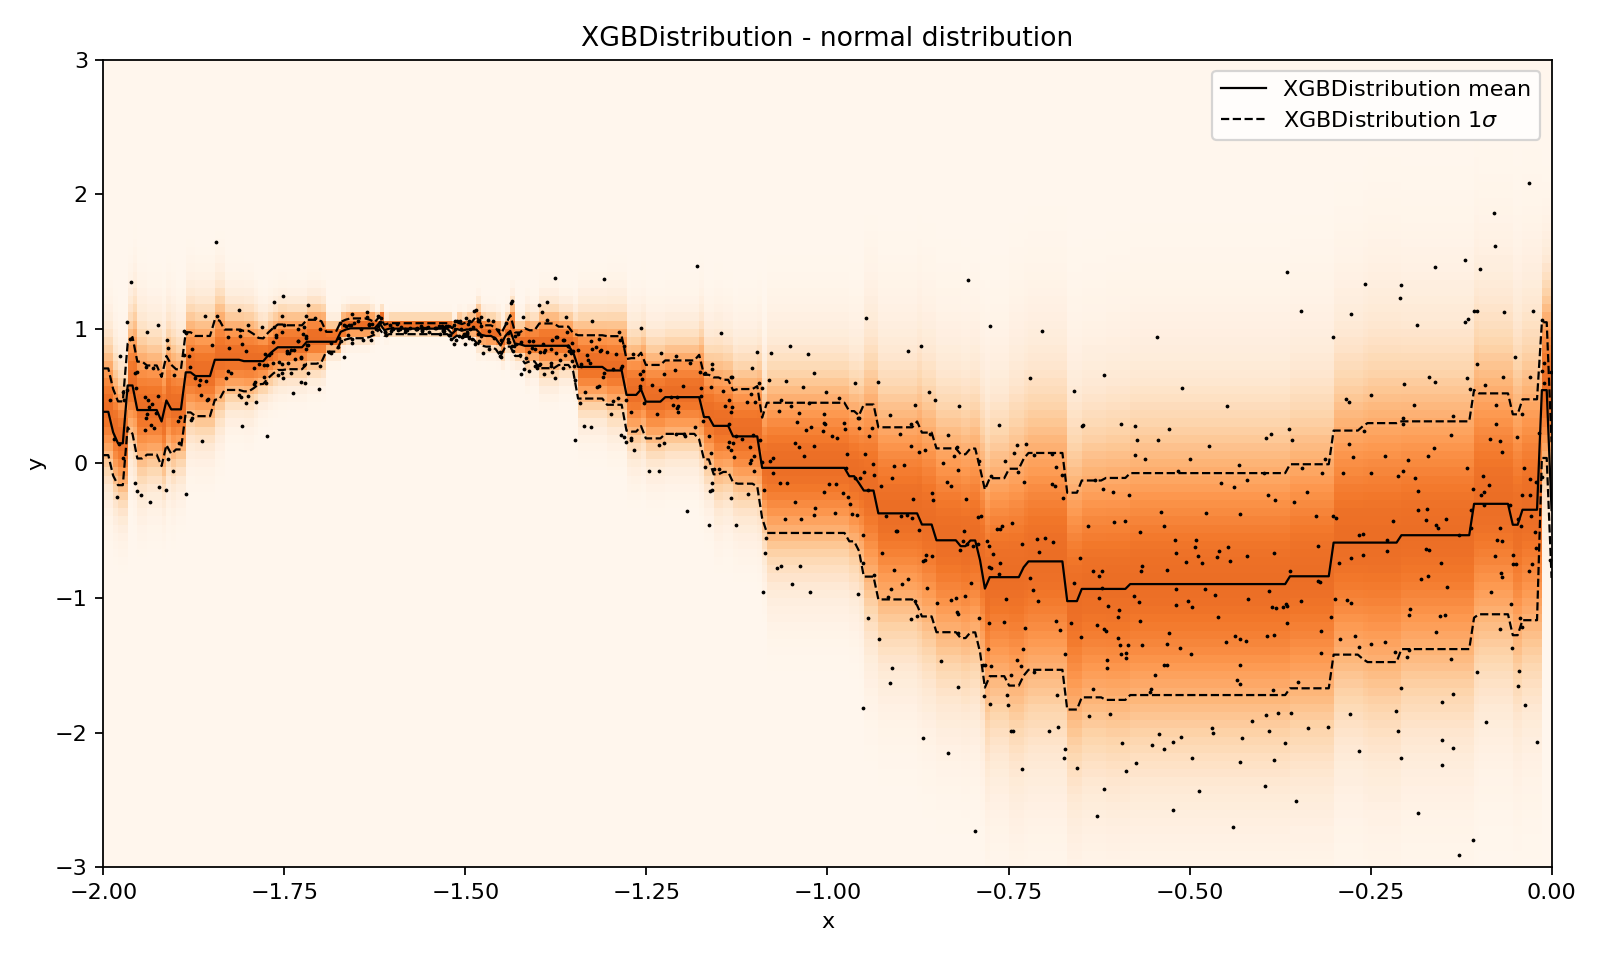 XGBDistribution - normal distribution
XGBDistribution mean
XGBDistribution 1σ
y
3
2
1
0
−1
−2
−3
−2.00 −1.75 −1.50 −1.25 −1.00 −0.75 −0.50 −0.25 0.00
x